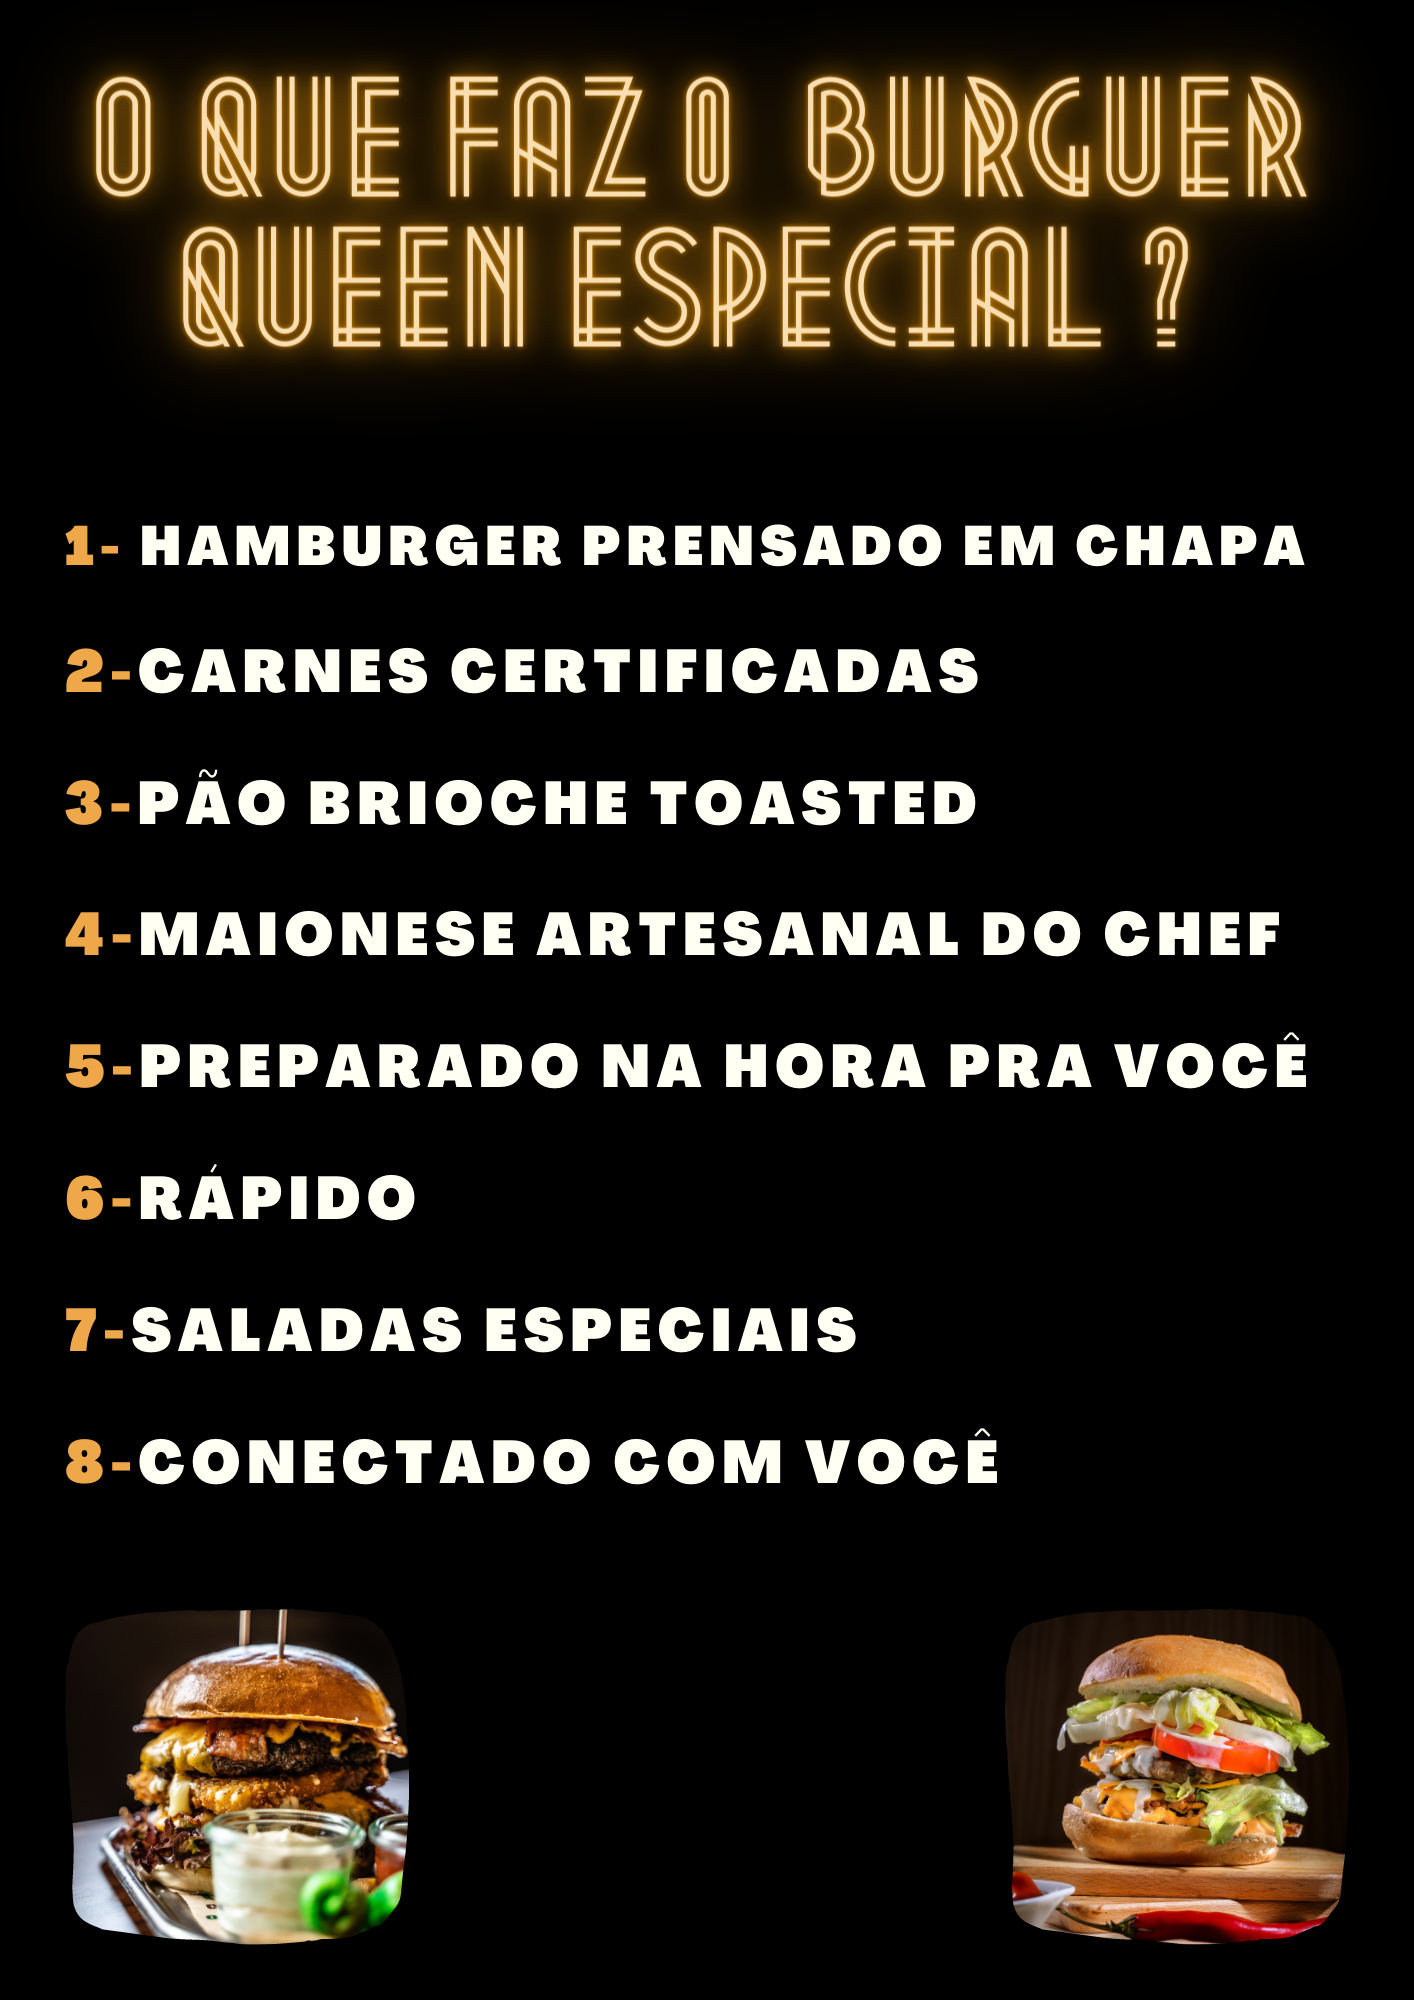 O QUE FAZ O BURGUER
QUEEN ESPECIAL ?
1- HAMBURGER PRENSADO EM CHAPA
2-CARNES CERTIFICADAS
3-PÃO BRIOCHE TOASTED
4-MAIONESE ARTESANAL DO CHEF
5-PREPARADO NA HORA PRA VOCÊ
6-RÁPIDO
7-SALADAS ESPECIAIS
8-CONECTADO COM VOCÊ